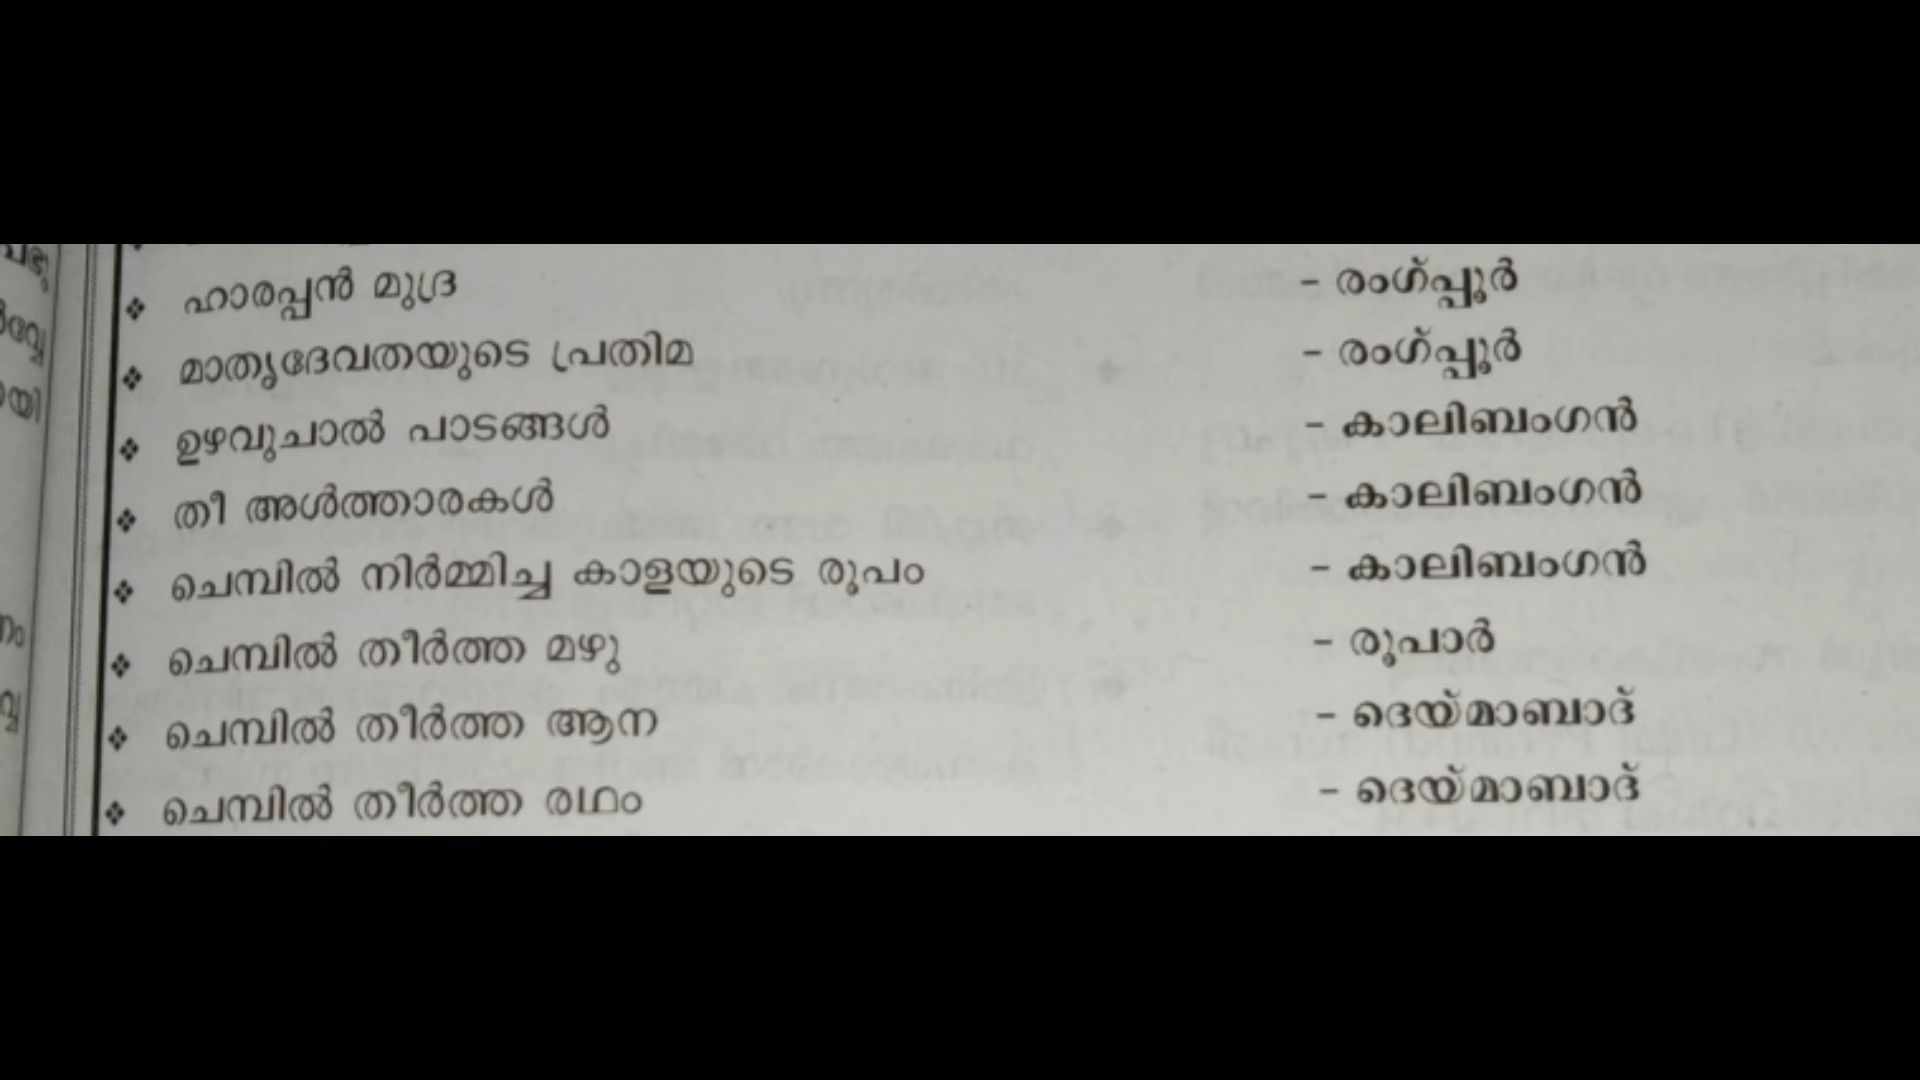 ❖ ഹാരപ്പൻ മുദ്ര - രംഗ്പ്പൂർ
❖ മാതൃദേവതയുടെ പ്രതിമ - രംഗ്പ്പൂർ
❖ ഉഴവുചാൽ പാടങ്ങൾ - കാലിബംഗൻ
❖ തീ അൾത്താരകൾ - കാലിബംഗൻ
❖ ചെമ്പിൽ നിർമ്മിച്ച കാളയുടെ രൂപം - കാലിബംഗൻ
❖ ചെമ്പിൽ തീർത്ത മഴു - രൂപാർ
❖ ചെമ്പിൽ തീർത്ത ആന - ദെയ്മാബാദ്
❖ ചെമ്പിൽ തീർത്ത രഥം - ദെയ്മാബാദ്